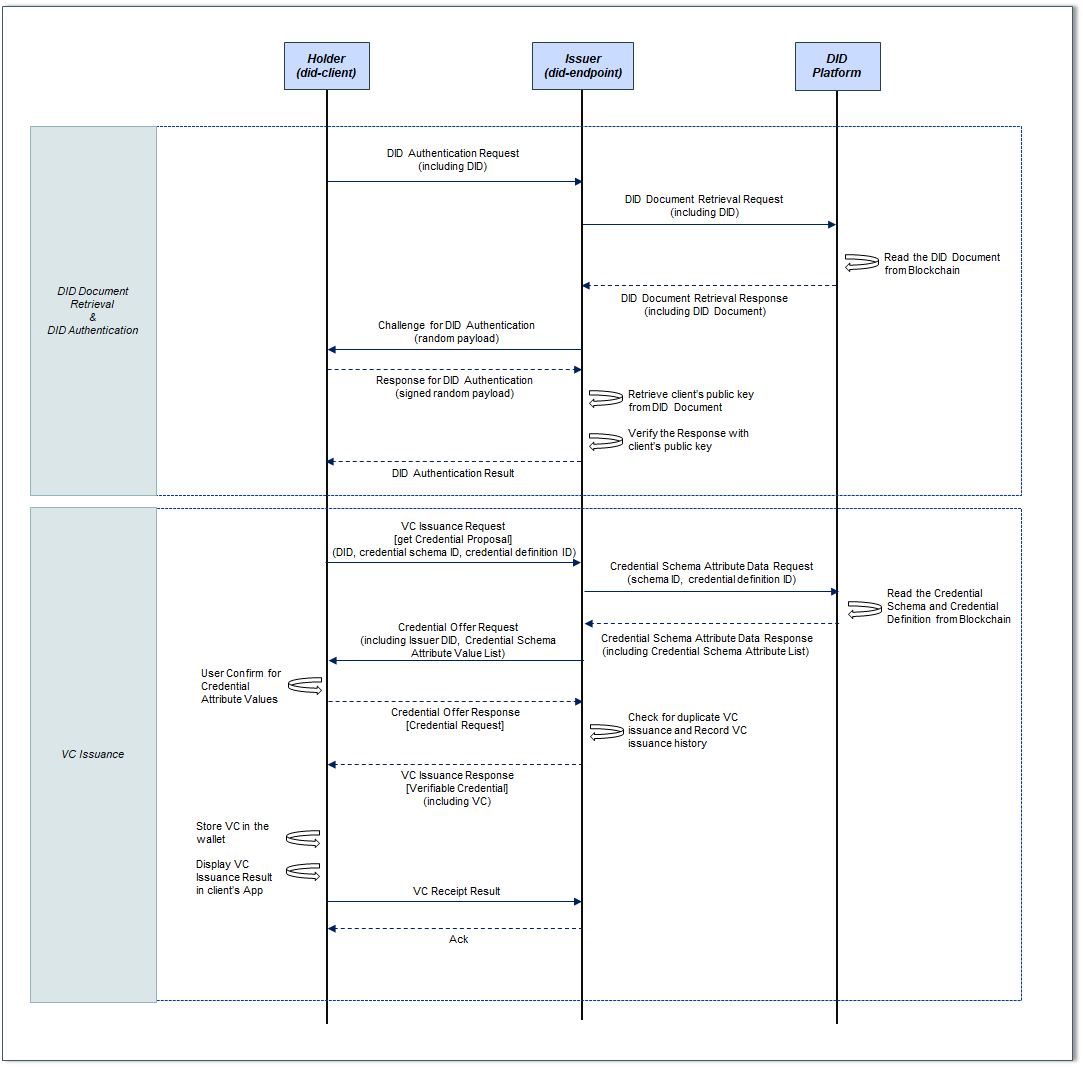 Holder
(did-client)
Issuer
(did-endpoint)
DID
Platform
DID Document
Retrieval
&
DID Authentication
DID Authentication Request
(including DID)
DID Document Retrieval Request
(including DID)
Read the DID Document
from Blockchain
DID Document Retrieval Response
(including DID Document)
Challenge for DID Authentication
(random payload)
Response for DID Authentication
(signed random payload)
Retrieve client's public key
from DID Document
Verify the Response with
client's public key
DID Authentication Result
VC Issuance
VC Issuance Request
[get Credential Proposal]
(DID, credential schema ID, credential definition ID)
Credential Schema Attribute Data Request
(schema ID, credential definition ID)
Read the Credential
Schema and Credential
Definition from Blockchain
Credential Schema Attribute Data Response
(including Credential Schema Attribute List)
Credential Offer Request
(including Issuer DID, Credential Schema
Attribute Value List)
User Confirm for
Credential
Attribute Values
Credential Offer Response
[Credential Request]
Check for duplicate VC
issuance and Record VC
issuance history
VC Issuance Response
[Verifiable Credential]
(including VC)
Store VC in the
wallet
Display VC
Issuance Result
in client's App
VC Receipt Result
Ack